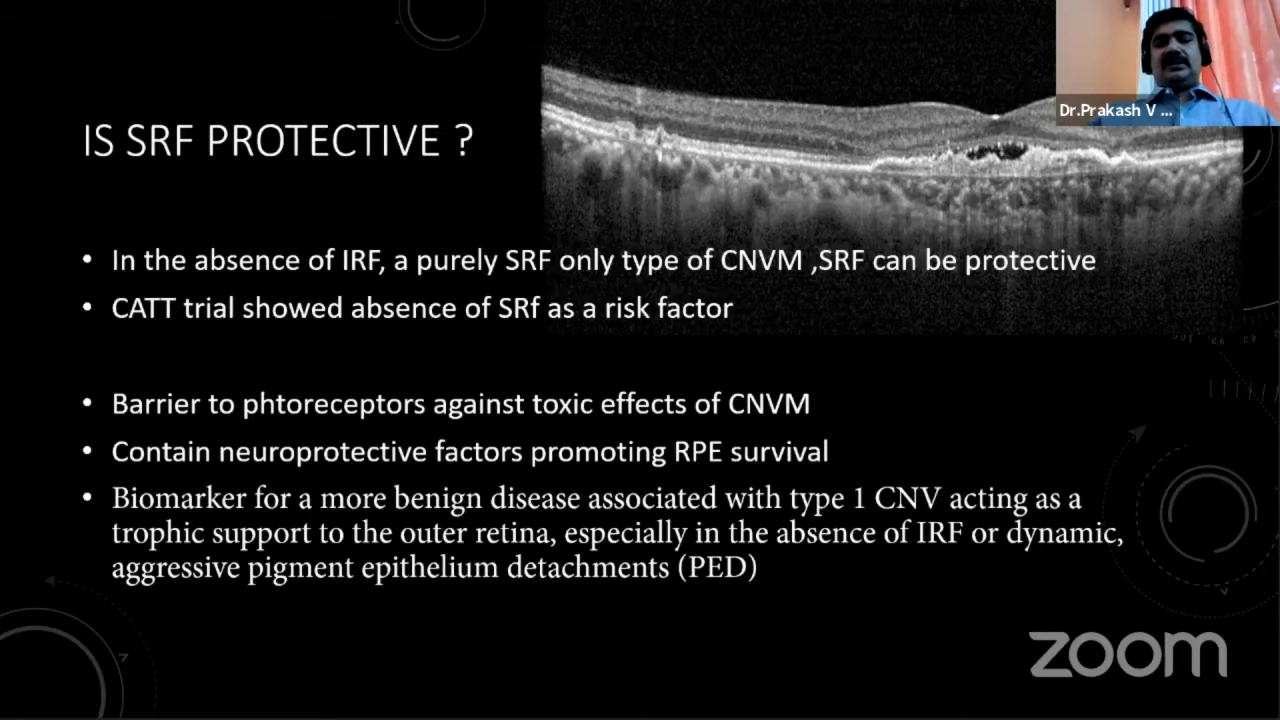 Dr.Prakash V ...
IS SRF PROTECTIVE ?
• In the absence of IRF, a purely SRF only type of CNVM ,SRF can be protective
• CATT trial showed absence of SRf as a risk factor
• Barrier to phtoreceptors against toxic effects of CNVM
• Contain neuroprotective factors promoting RPE survival
• Biomarker for a more benign disease associated with type 1 CNV acting as a
trophic support to the outer retina, especially in the absence of IRF or dynamic,
aggressive pigment epithelium detachments (PED)
zoom